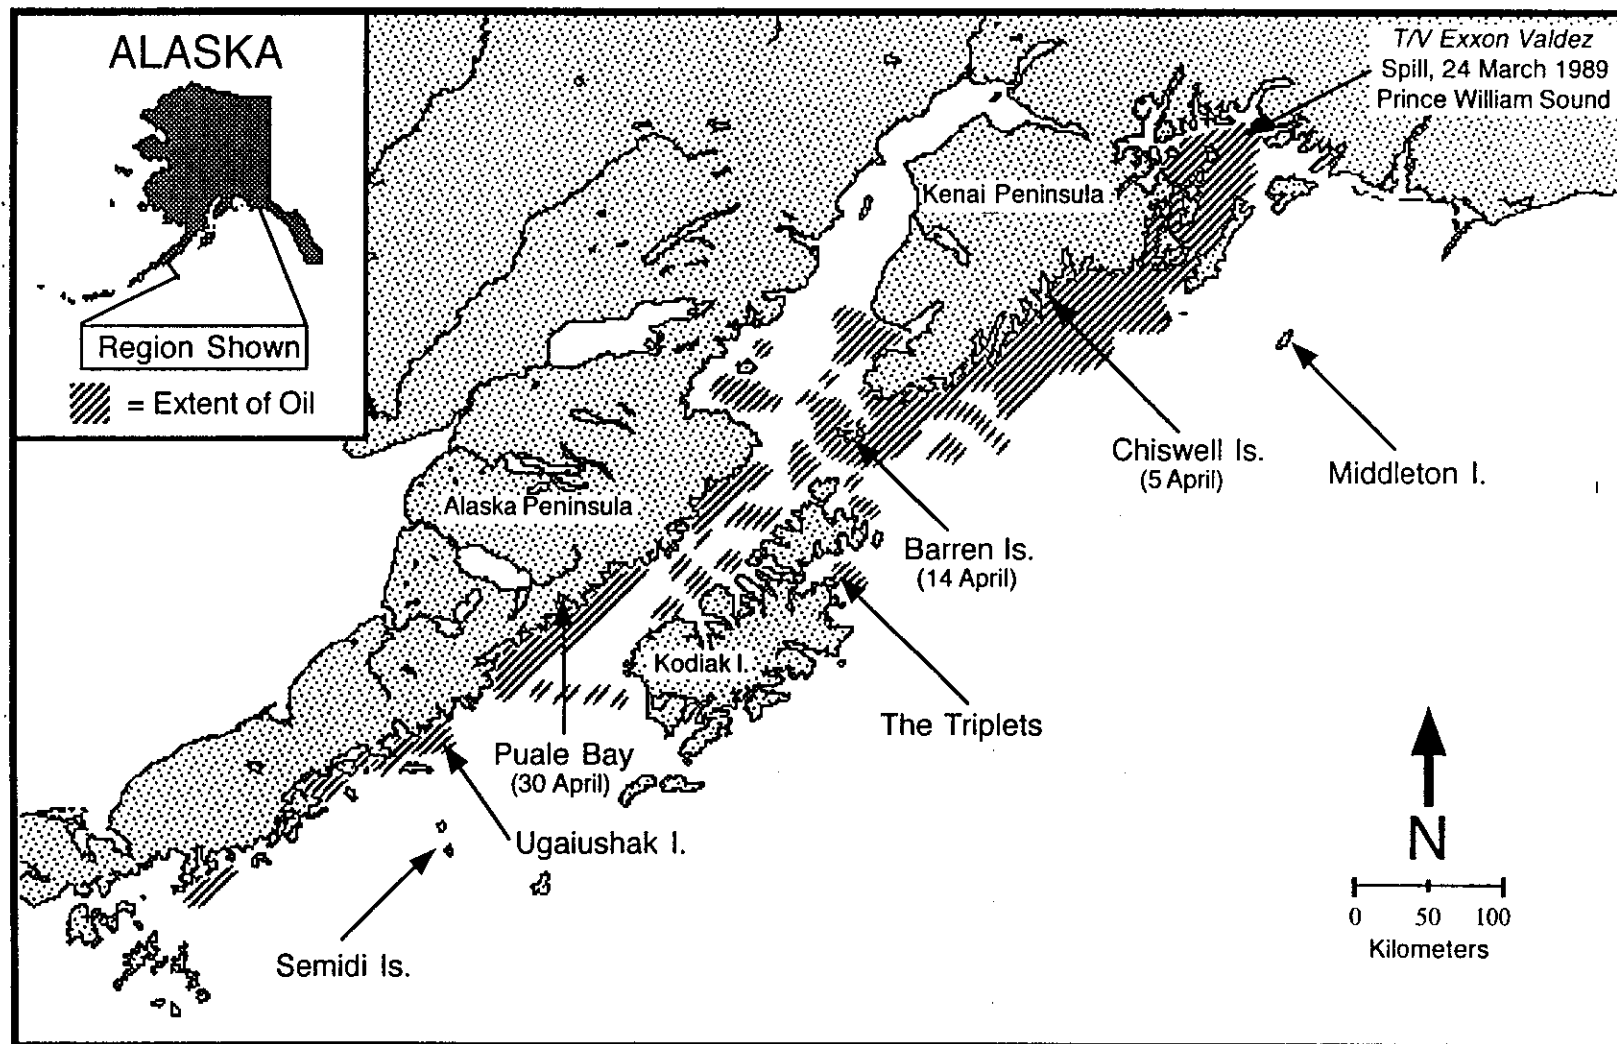 ALASKA
Region Shown
= Extent of Oil
T/V Exxon Valdez
Spill, 24 March 1989
Prince William Sound
Kenai Peninsula
Chiswell Is.
(5 April)
Middleton I.
Alaska Peninsula
Barren Is.
(14 April)
Kodiak I.
The Triplets
Puale Bay
(30 April)
Ugaiushak I.
Semidi Is.
N
0 50 100
Kilometers